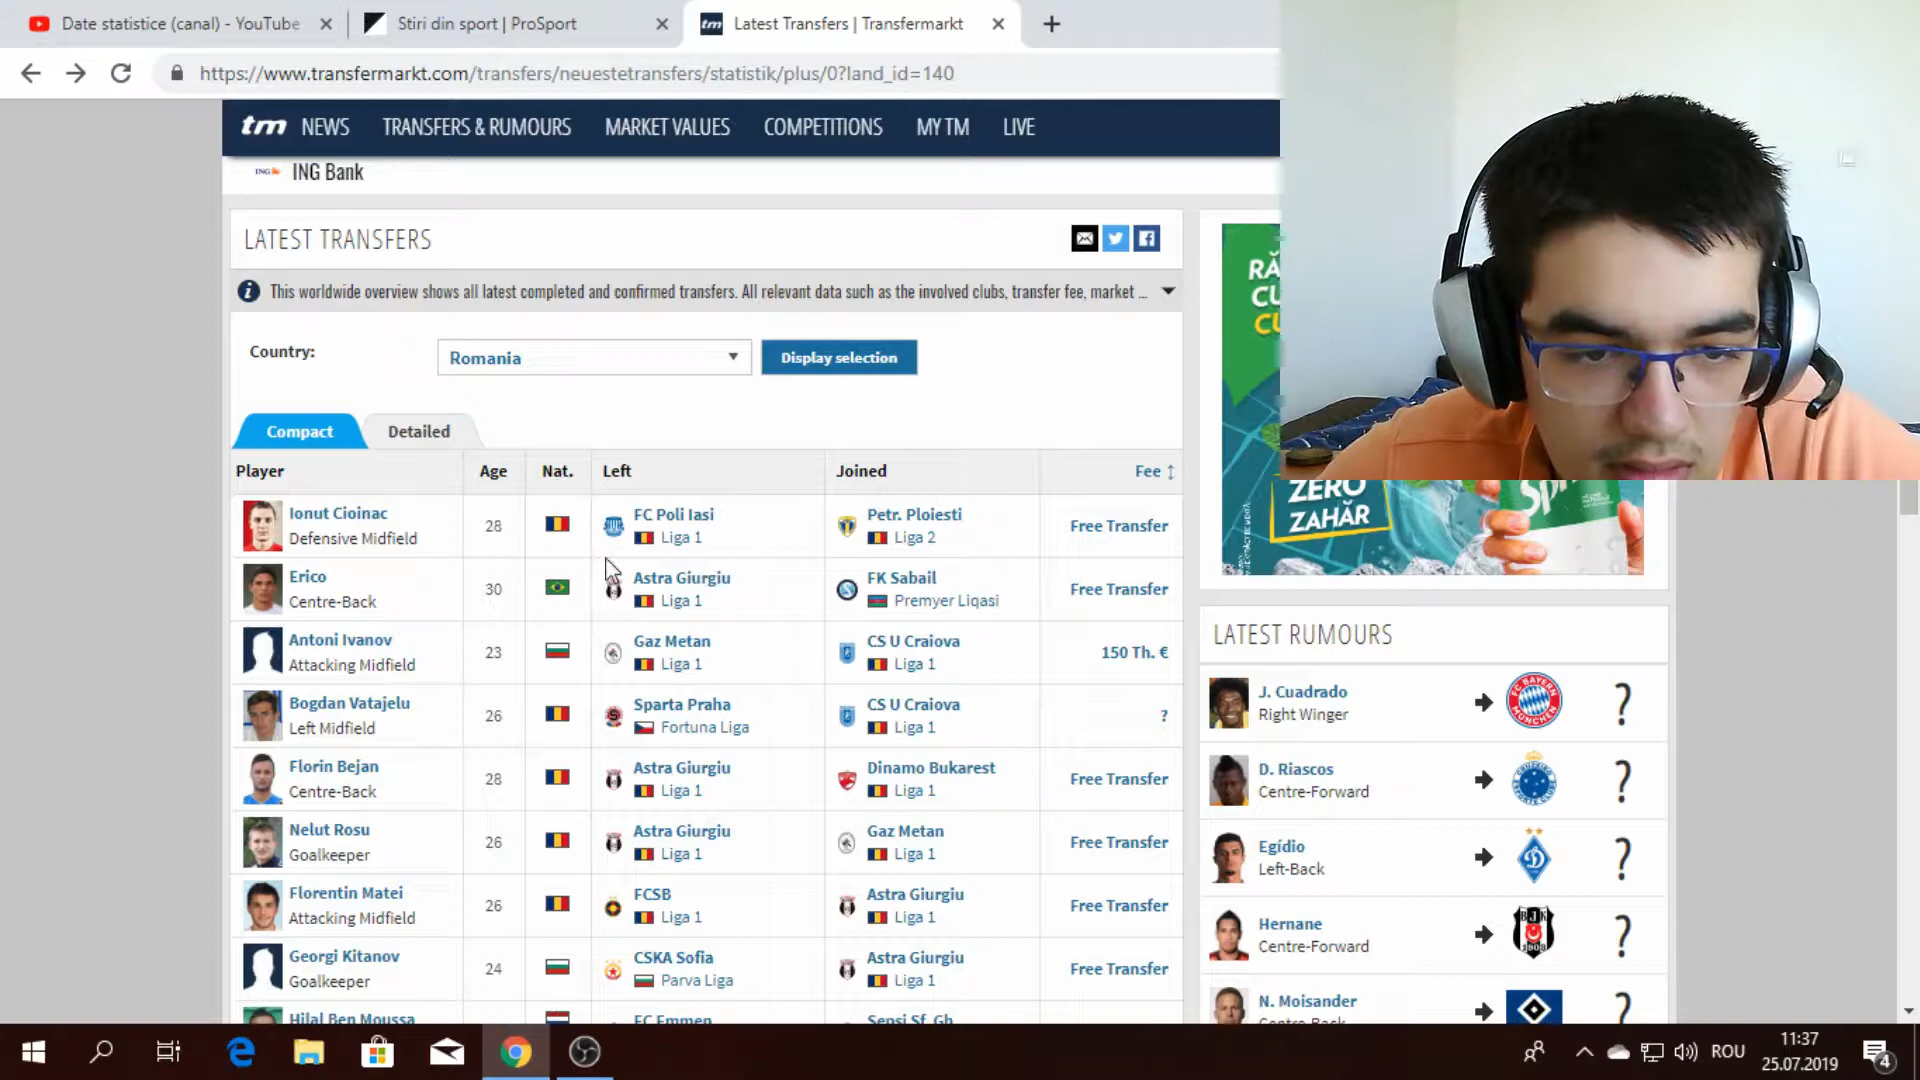 Date statistice (canal) - YouTube
Stiri din sport | ProSport
tm Latest Transfers | Transfermarkt
https://www.transfermarkt.com/transfers/neuestetransfers/statistik/plus/0?land_id=140
tm NEWS TRANSFERS & RUMOURS MARKET VALUES COMPETITIONS MY TM LIVE
ING ING Bank
LATEST TRANSFERS
This worldwide overview shows all latest completed and confirmed transfers. All relevant data such as the involved clubs, transfer fee, market ...
Country: Romania Display selection
Compact Detailed
Player Age Nat. Left Joined Fee
Ionut Cioinac
Defensive Midfield
28
FC Poli Iasi
Liga 1
Petr. Ploiesti
Liga 2
Free Transfer
Erico
Centre-Back
30
Astra Giurgiu
Liga 1
FK Sabail
Premyer Liqasi
Free Transfer
Antoni Ivanov
Attacking Midfield
23
Gaz Metan
Liga 1
CS U Craiova
Liga 1
150 Th. €
Bogdan Vatajelu
Left Midfield
26
Sparta Praha
Fortuna Liga
CS U Craiova
Liga 1
?
Florin Bejan
Centre-Back
28
Astra Giurgiu
Liga 1
Dinamo Bukarest
Liga 1
Free Transfer
Nelut Rosu
Goalkeeper
26
Astra Giurgiu
Liga 1
Gaz Metan
Liga 1
Free Transfer
Florentin Matei
Attacking Midfield
26
FCSB
Liga 1
Astra Giurgiu
Liga 1
Free Transfer
Georgi Kitanov
Goalkeeper
24
CSKA Sofia
Parva Liga
Astra Giurgiu
Liga 1
Free Transfer
Hilal Ben Moussa
FC Emmen
Sepsi Sf. Gh.
RĂ
CU
CU
ZERO
ZAHĂR
LATEST RUMOURS
J. Cuadrado
Right Winger
?
D. Riascos
Centre-Forward
?
Egídio
Left-Back
?
Hernane
Centre-Forward
?
N. Moisander
Centre-Back
?
ROU
11:37
25.07.2019
4